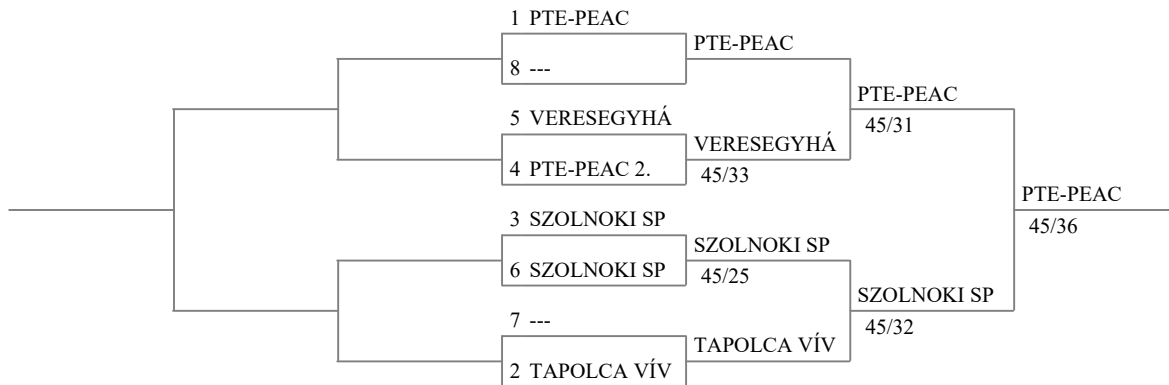 1 PTE-PEAC
PTE-PEAC
8 ---
PTE-PEAC
5 VERESEGYHÁ
45/31
VERESEGYHÁ
4 PTE-PEAC 2.
45/33
PTE-PEAC
3 SZOLNOKI SP
45/36
SZOLNOKI SP
6 SZOLNOKI SP
45/25
SZOLNOKI SP
7 ---
45/32
TAPOLCA VÍV
2 TAPOLCA VÍV